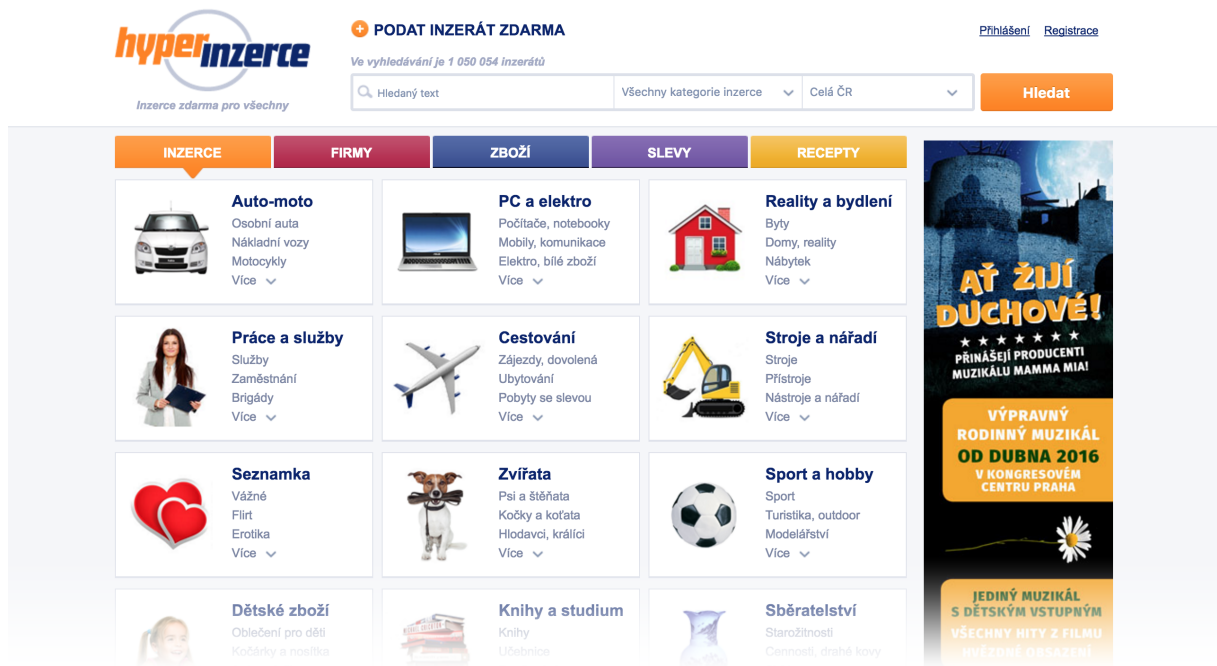 hyperinzerce
Inzerce zdarma pro všechny
PODAT INZERÁT ZDARMA
Přihlášení Registrace
Ve vyhledávání je 1 050 054 inzerátů
Hledaný text
Všechny kategorie inzerce
Celá ČR
Hledat
INZERCE
FIRMY
ZBOŽÍ
SLEVY
RECEPTY
Auto-moto
Osobní auta
Nákladní vozy
Motocykly
Více
PC a elektro
Počítače, notebooky
Mobily, komunikace
Elektro, bílé zboží
Více
Reality a bydlení
Byty
Domy, reality
Nábytek
Více
Práce a služby
Služby
Zaměstnání
Brigády
Více
Cestování
Zájezdy, dovolená
Ubytování
Pobyty se slevou
Více
Stroje a nářadí
Stroje
Přístroje
Nástroje a nářadí
Více
Seznamka
Vážné
Flirt
Erotika
Více
Zvířata
Psi a štěňata
Kočky a koťata
Hlodavci, králíci
Více
Sport a hobby
Sport
Turistika, outdoor
Modelářství
Více
Dětské zboží
Oblečení pro děti
Kočárky a nosítka
Knihy a studium
Knihy
Učebnice
Sběratelství
Starožitnosti
Cennosti, drahé kovy
AŤ ŽIJÍ
DUCHOVÉ!
PŘINÁŠEJÍ PRODUCENTI
MUZIKÁLU MAMMA MIA!
VÝPRAVNÝ
RODINNÝ MUZIKÁL
OD DUBNA 2016
V KONGRESOVÉM
CENTRU PRAHA
JEDINÝ MUZIKÁL
S DĚTSKÝM VSTUPNÝM
VŠECHNY HITY Z FILMU
HVĚZDNÉ OBSAZENÍ